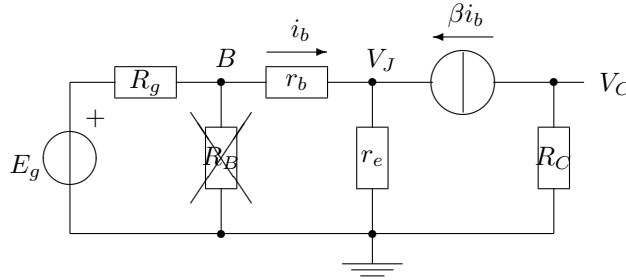 βi_b
i_b
B V_J
R_g r_b V_C
+
E_g R_B r_e R_C